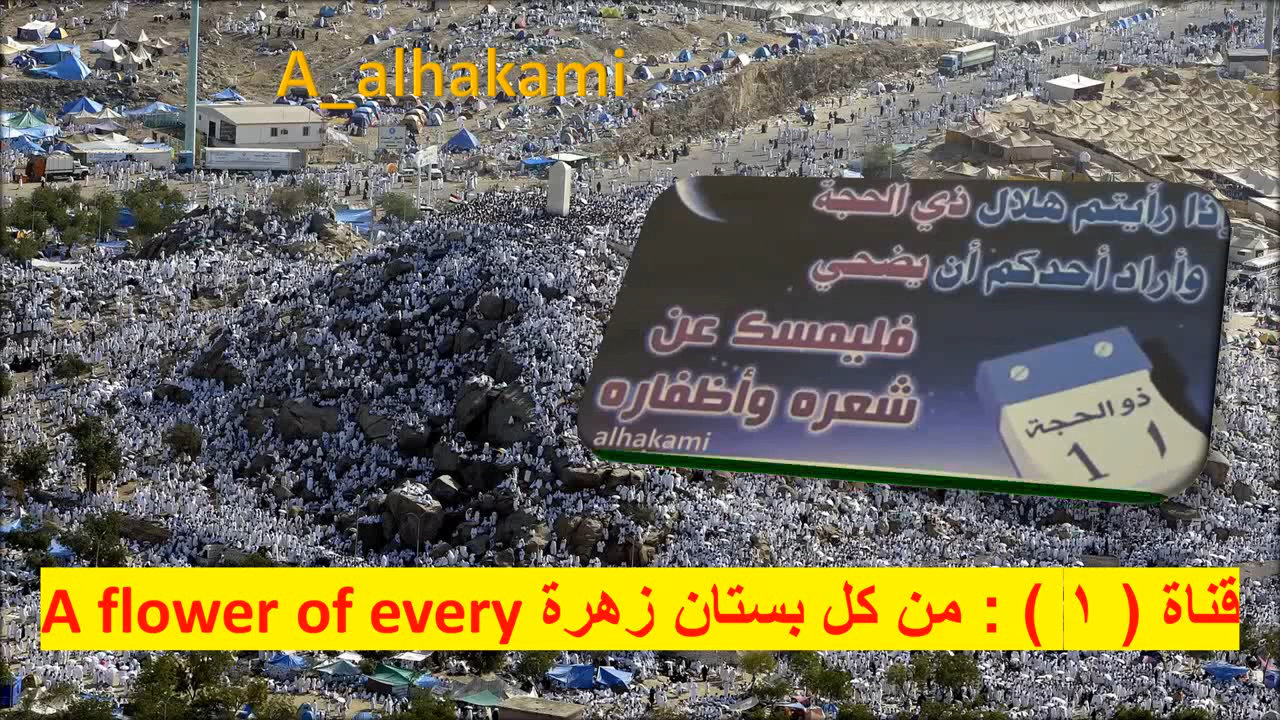 A_alhakami
إذا رأيتم هلال ذي الحجة
وأراد أحدكم أن يضحي
فليمسك عن
شعره وأظفاره
alhakami
ذو الحجة
1 ١
قناة ( ١ ) : من كل بستان زهرة A flower of every